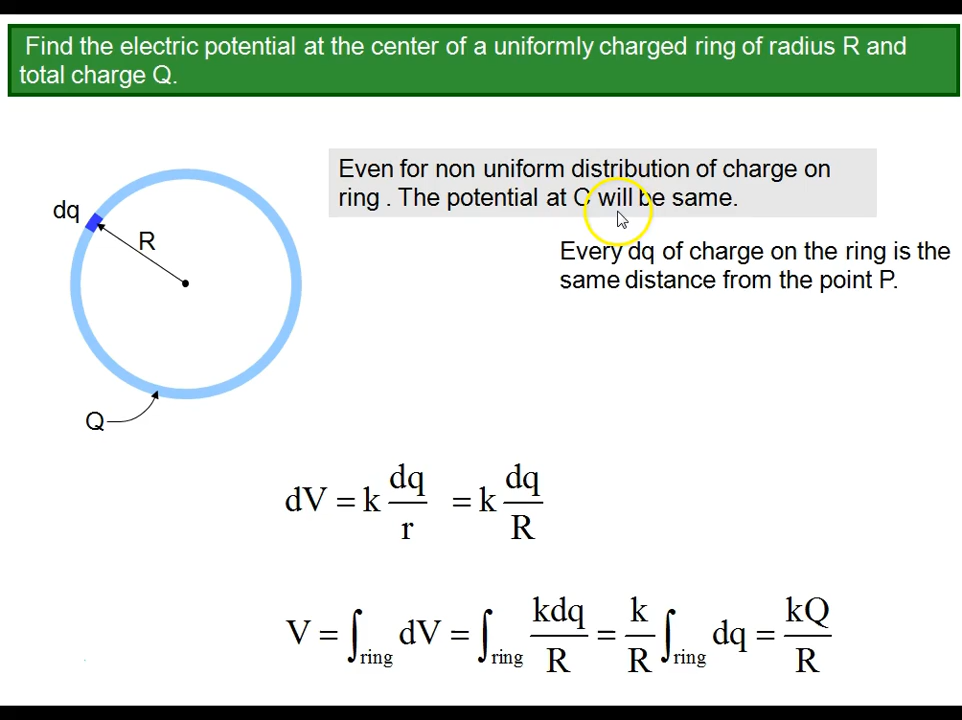 Find the electric potential at the center of a uniformly charged ring of radius R and
total charge Q.
Even for non uniform distribution of charge on
ring . The potential at C will be same.
dq
R
Every dq of charge on the ring is the
same distance from the point P.
Q
dV = k dq/r = k dq/R
V = ∫ring dV = ∫ring kdq/R = k/R ∫ring dq = kQ/R